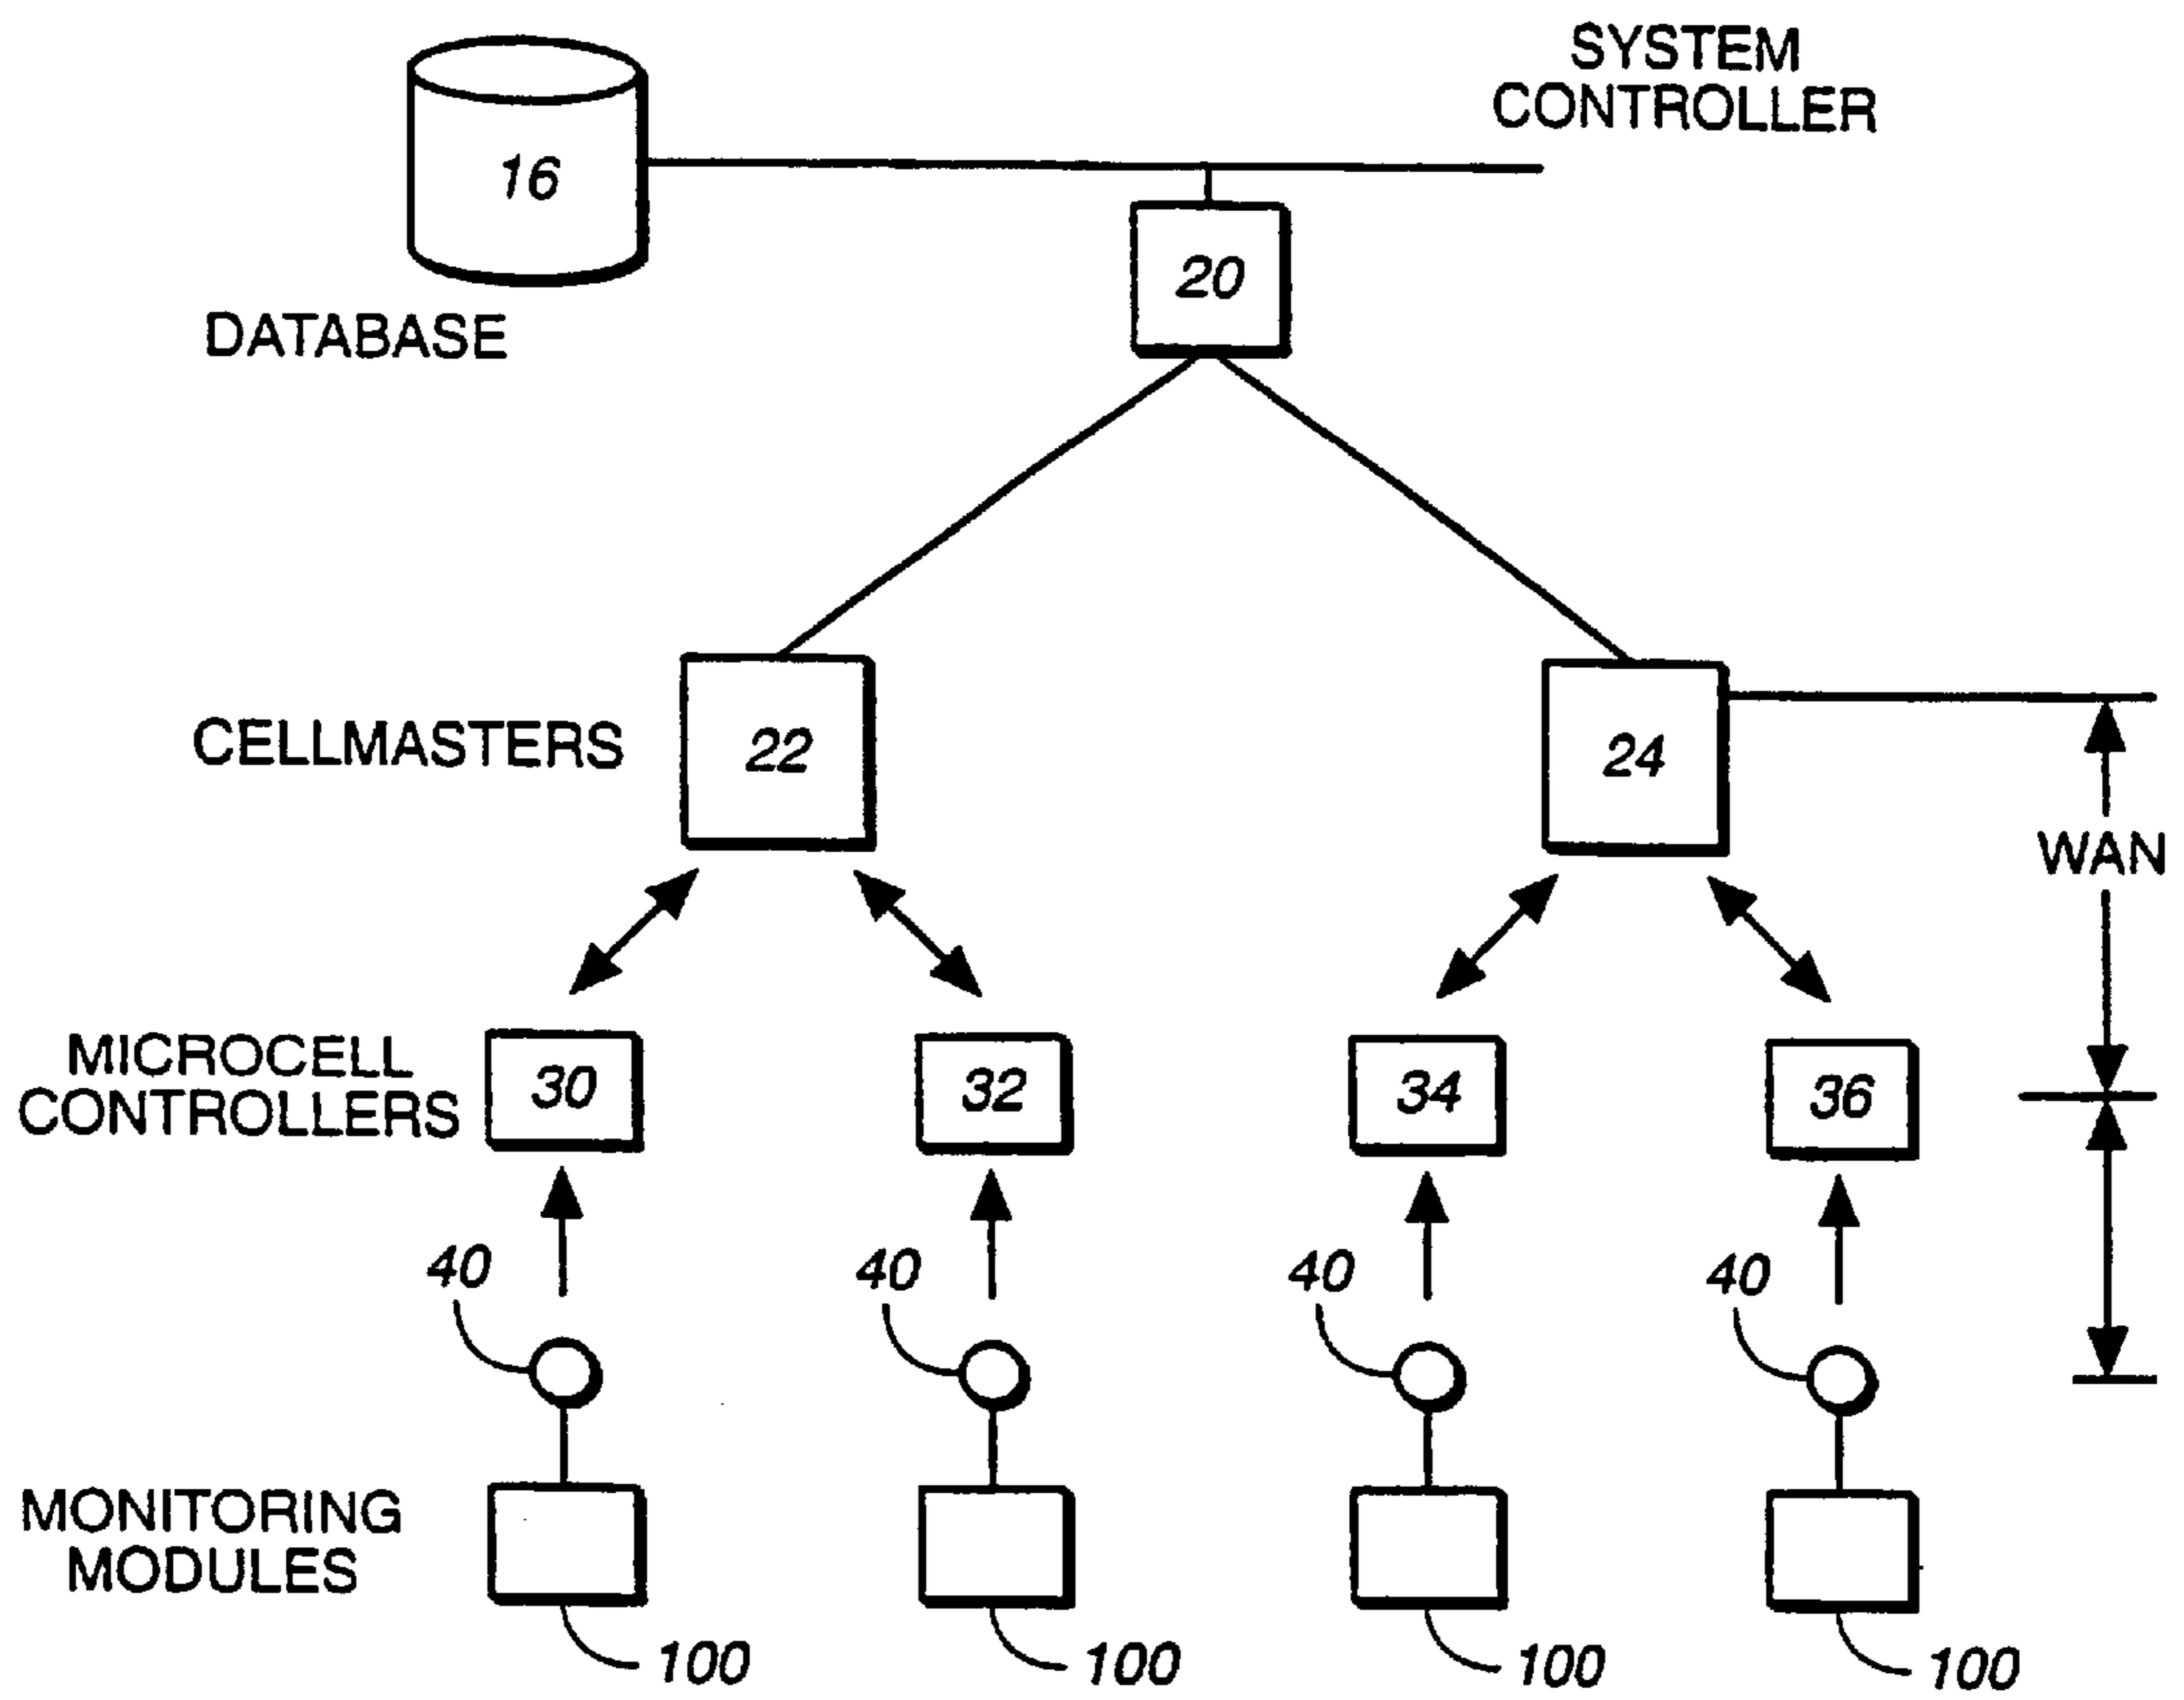 SYSTEM
CONTROLLER
16
20
DATABASE
CELLMASTERS
22
24
WAN
MICROCELL
CONTROLLERS
30
32
34
36
40
40
40
40
MONITORING
MODULES
100
100
100
100